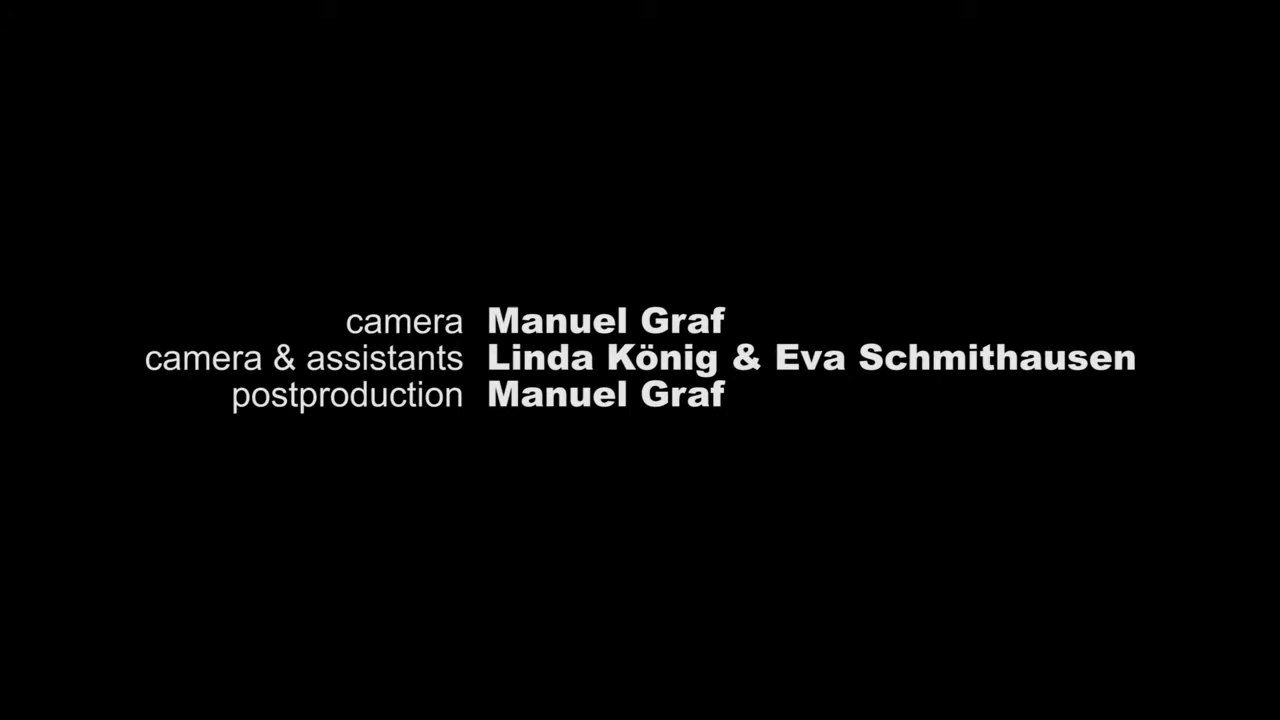 camera Manuel Graf
camera & assistants Linda König & Eva Schmithausen
postproduction Manuel Graf